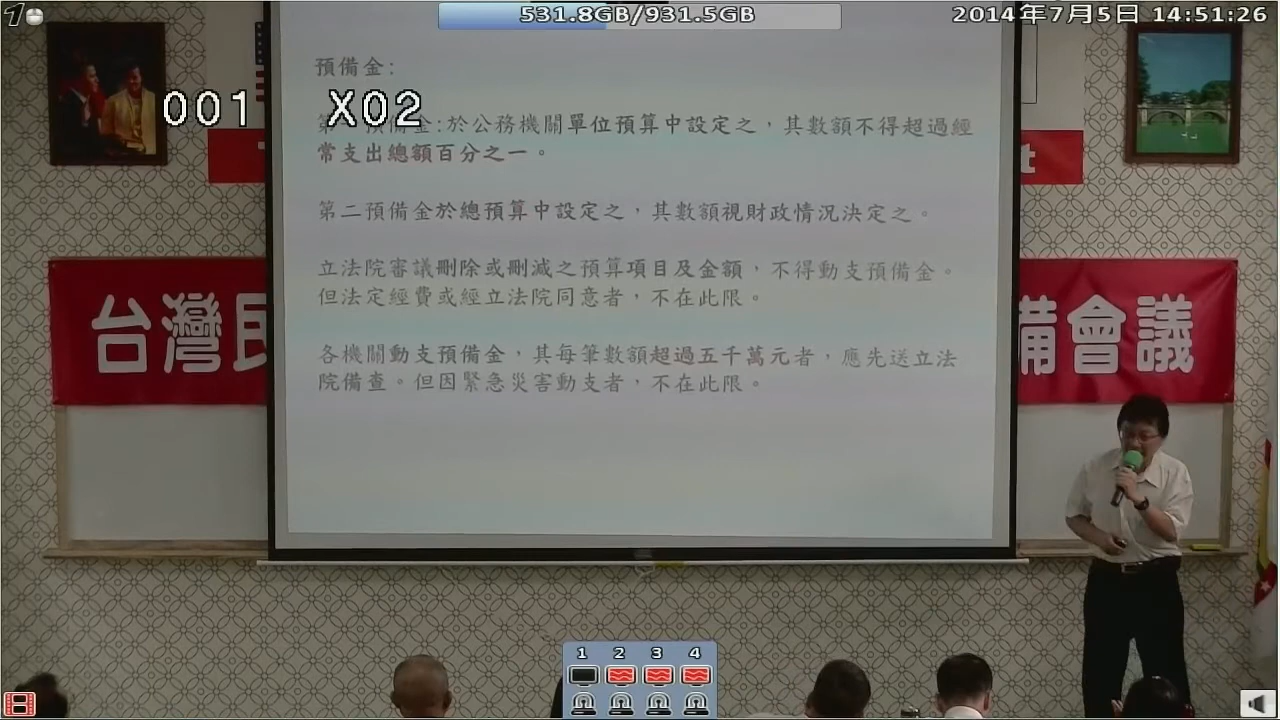 1
531.8GB/931.5GB
2014年7月5日 14:51:26
001 X02
預備金:
第一預備金:於公務機關單位預算中設定之，其數額不得超過經
常支出總額百分之一。
第二預備金於總預算中設定之，其數額視財政情況決定之。
立法院審議刪除或刪減之預算項目及金額，不得動支預備金。
但法定經費或經立法院同意者，不在此限。
各機關動支預備金，其每筆數額超過五千萬元者，應先送立法
院備查。但因緊急災害動支者，不在此限。
t
台灣民
備會議
1 2 3 4